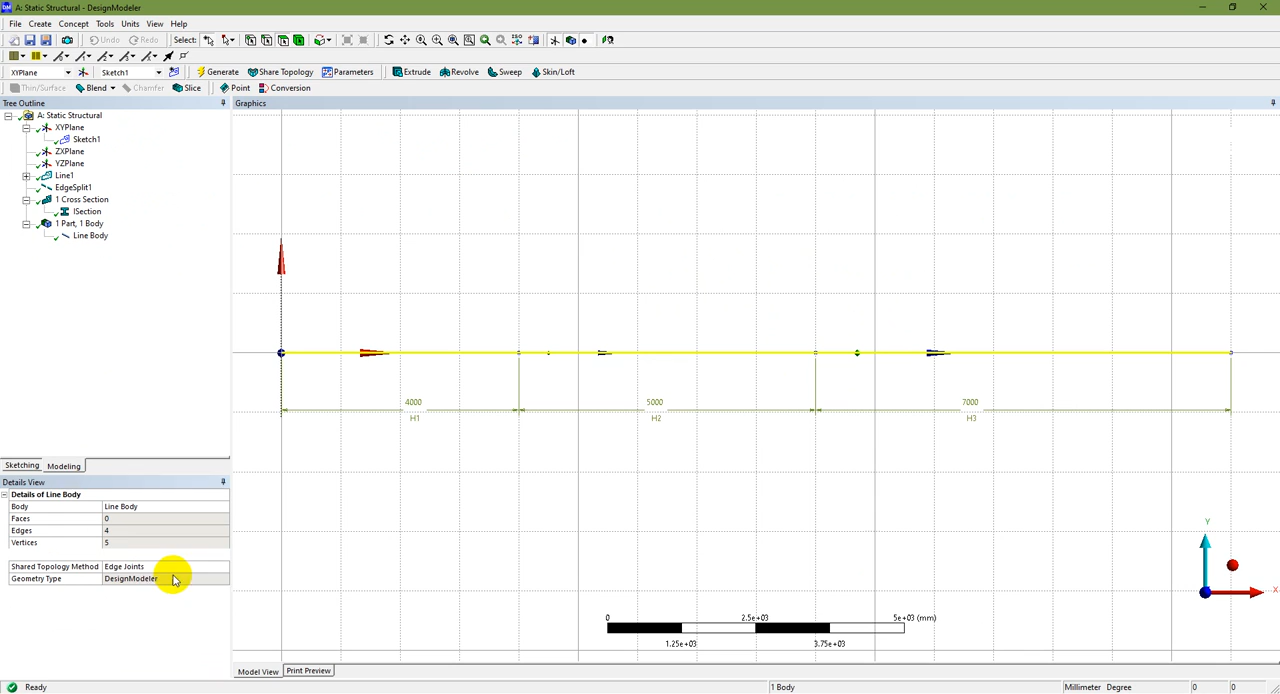 A: Static Structural - DesignModeler
File Create Concept Tools Units View Help
Undo Redo Select:
XYPlane Sketch1 Generate Share Topology Parameters Extrude Revolve Sweep Skin/Loft
Thin/Surface Blend Chamfer Slice Point Conversion
Tree Outline
A: Static Structural
XYPlane
Sketch1
ZXPlane
YZPlane
Line1
EdgeSplit1
1 Cross Section
ISection
1 Part, 1 Body
Line Body
Sketching Modeling
Details View
Details of Line Body
Body Line Body
Faces 0
Edges 4
Vertices 5
Shared Topology Method Edge Joints
Geometry Type DesignModeler
Graphics
4000 5000 7000
H1 H2 H3
Y
X
0 2.5e+03 5e+03 (mm)
1.25e+03 3.75e+03
Model View Print Preview
Ready 1 Body Millimeter Degree 0 0